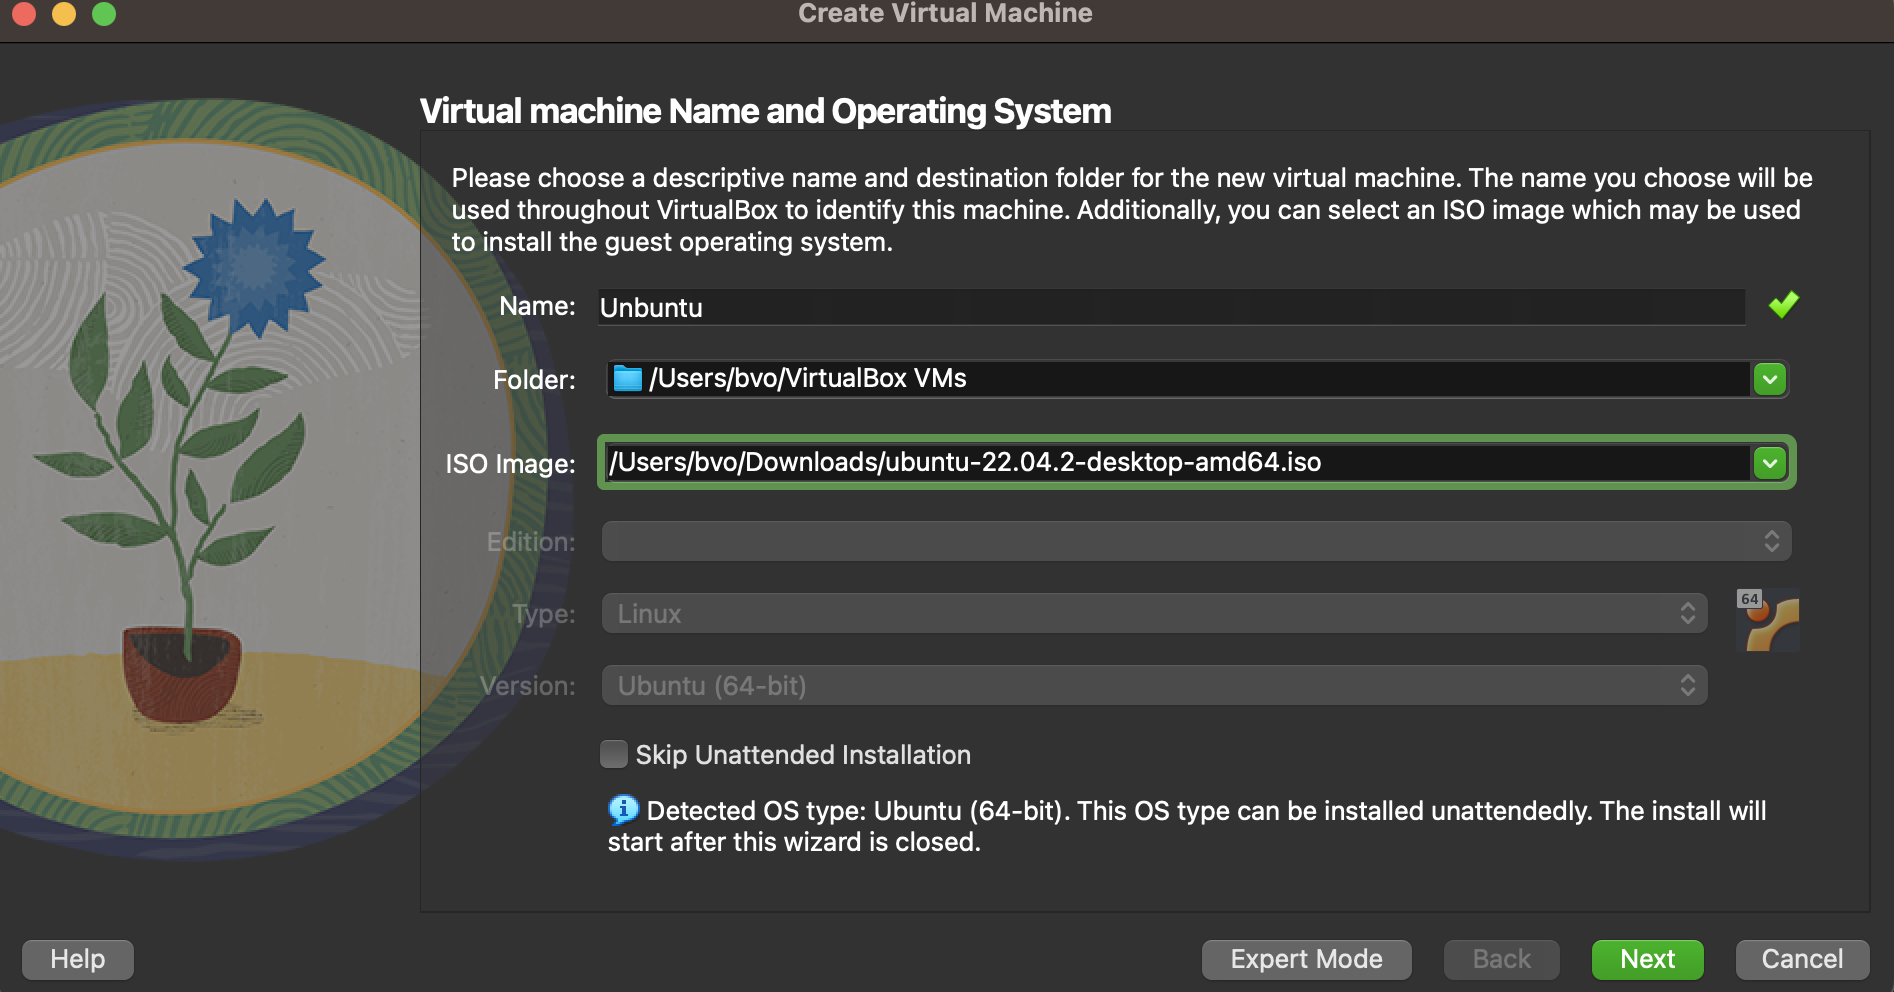 Create Virtual Machine
Virtual machine Name and Operating System
Please choose a descriptive name and destination folder for the new virtual machine. The name you choose will be
used throughout VirtualBox to identify this machine. Additionally, you can select an ISO image which may be used
to install the guest operating system.
Name: Unbuntu
Folder: /Users/bvo/VirtualBox VMs
ISO Image: /Users/bvo/Downloads/ubuntu-22.04.2-desktop-amd64.iso
Edition:
Type: Linux 64
Version: Ubuntu (64-bit)
Skip Unattended Installation
Detected OS type: Ubuntu (64-bit). This OS type can be installed unattendedly. The install will
start after this wizard is closed.
Help Expert Mode Back Next Cancel